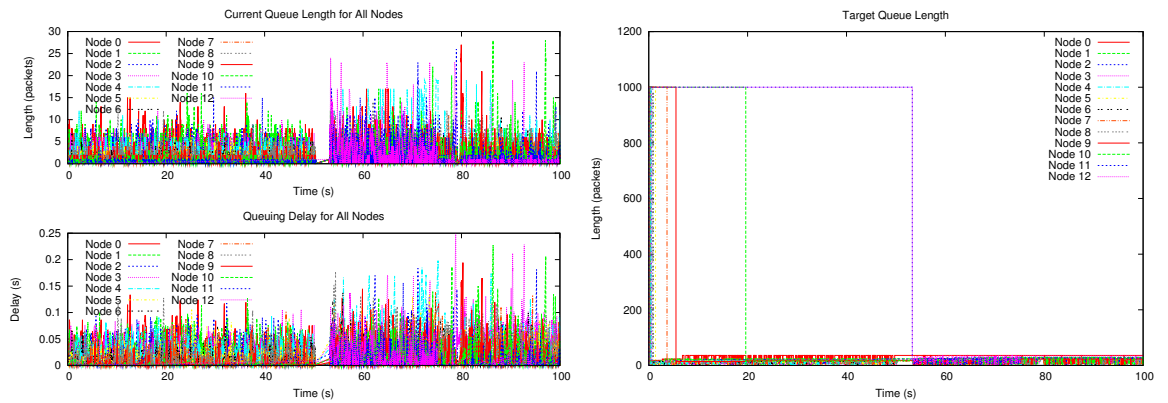 Current Queue Length for All Nodes
Length (packets)
30
25
20
15
10
5
0
Node 0 Node 7
Node 1 Node 8
Node 2 Node 9
Node 3 Node 10
Node 4 Node 11
Node 5 Node 12
Node 6
0 20 40 60 80 100
Time (s)
Queuing Delay for All Nodes
Delay (s)
0.25
0.2
0.15
0.1
0.05
0
Node 0 Node 7
Node 1 Node 8
Node 2 Node 9
Node 3 Node 10
Node 4 Node 11
Node 5 Node 12
Node 6
0 20 40 60 80 100
Time (s)
Target Queue Length
Length (packets)
1200
1000
800
600
400
200
0
Node 0
Node 1
Node 2
Node 3
Node 4
Node 5
Node 6
Node 7
Node 8
Node 9
Node 10
Node 11
Node 12
0 20 40 60 80 100
Time (s)